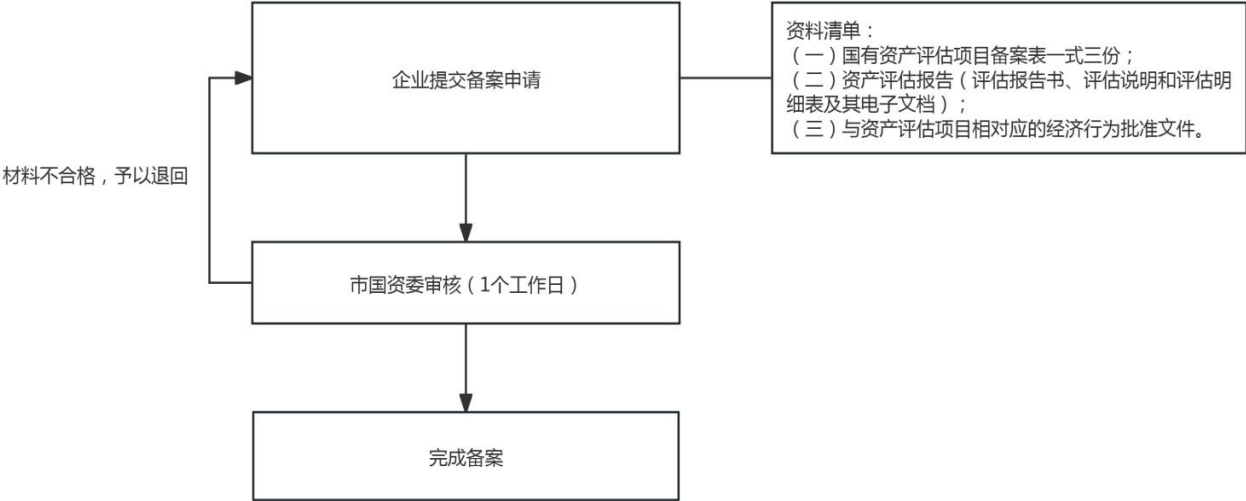 企业提交备案申请
资料清单：
（一）国有资产评估项目备案表一式三份；
（二）资产评估报告（评估报告书、评估说明和评估明
细表及其电子文档）；
（三）与资产评估项目相对应的经济行为批准文件。
材料不合格，予以退回
市国资委审核（1个工作日）
完成备案